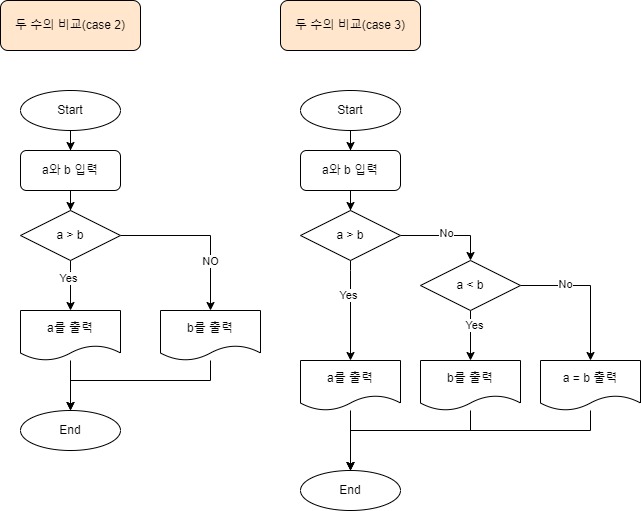 두 수의 비교(case 2)
Start
a와 b 입력
a > b
NO
Yes
a를 출력
b를 출력
End
두 수의 비교(case 3)
Start
a와 b 입력
a > b
No
a < b
No
Yes
Yes
a를 출력
b를 출력
a = b 출력
End